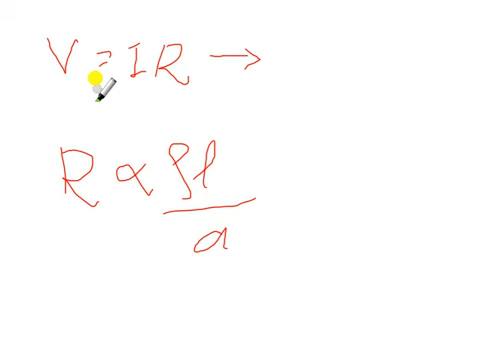 V = IR →
R ∝ ρl / a